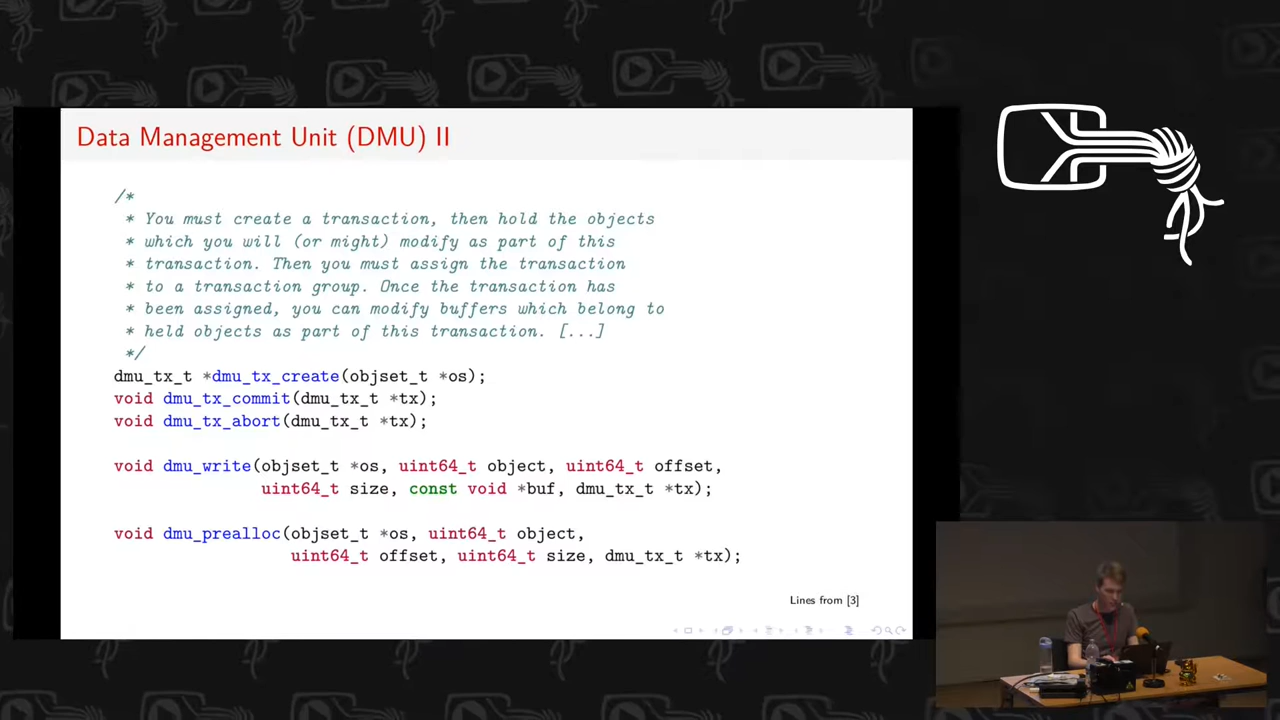 Data Management Unit (DMU) II
/*
* You must create a transaction, then hold the objects
* which you will (or might) modify as part of this
* transaction. Then you must assign the transaction
* to a transaction group. Once the transaction has
* been assigned, you can modify buffers which belong to
* held objects as part of this transaction. [...]
*/
dmu_tx_t *dmu_tx_create(objset_t *os);
void dmu_tx_commit(dmu_tx_t *tx);
void dmu_tx_abort(dmu_tx_t *tx);
void dmu_write(objset_t *os, uint64_t object, uint64_t offset,
uint64_t size, const void *buf, dmu_tx_t *tx);
void dmu_prealloc(objset_t *os, uint64_t object,
uint64_t offset, uint64_t size, dmu_tx_t *tx);
Lines from [3]